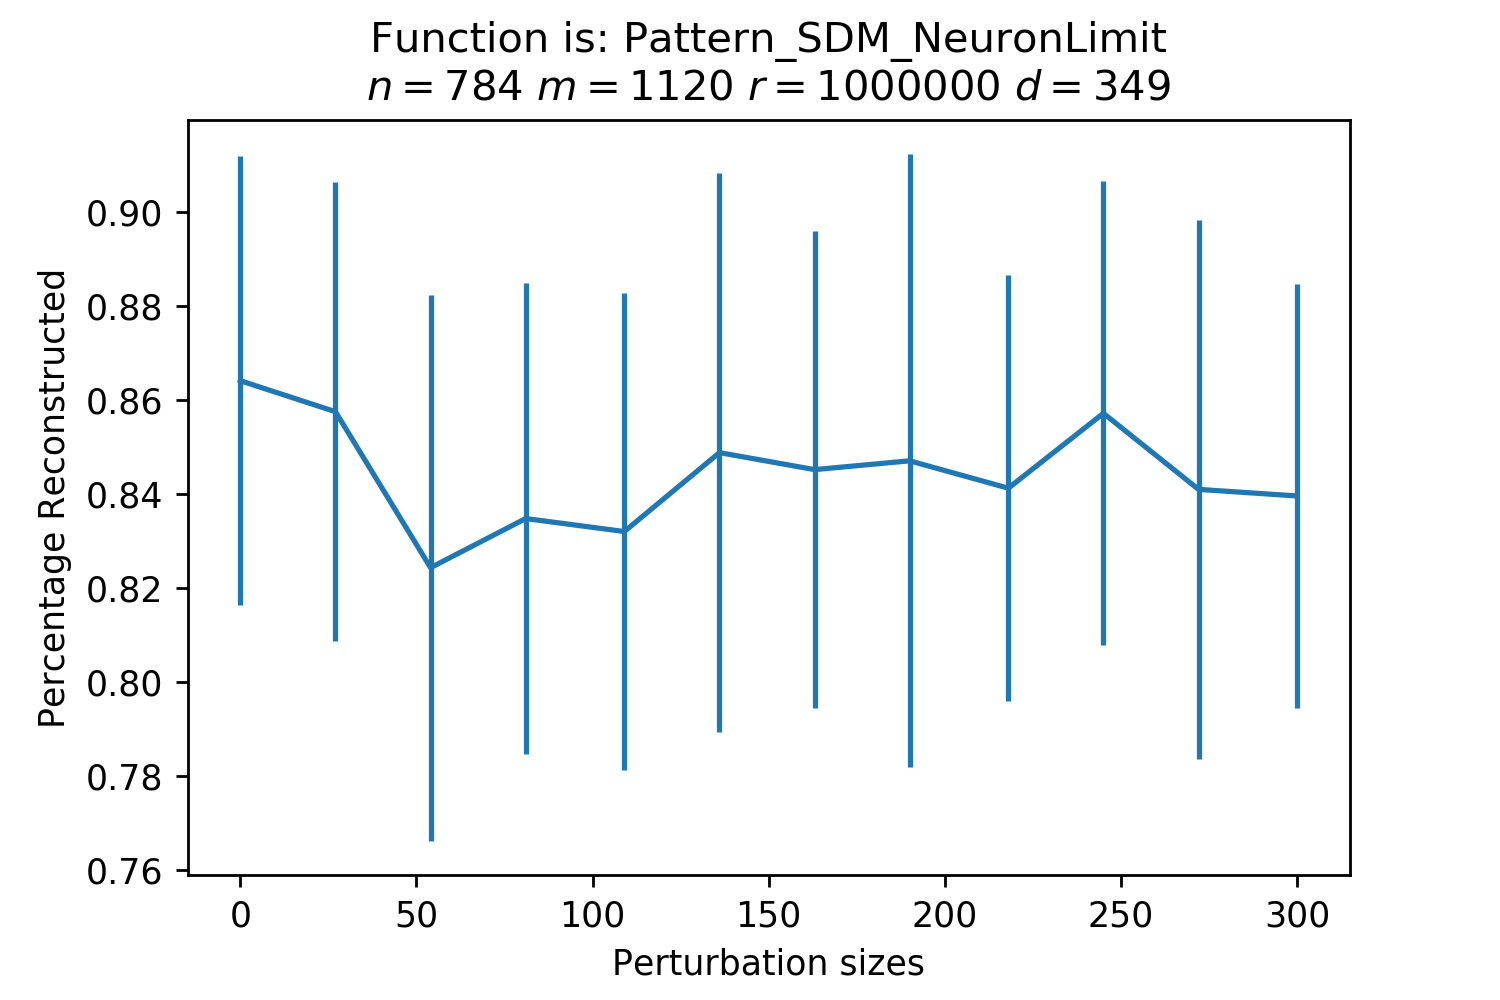 Function is: Pattern_SDM_NeuronLimit
n = 784 m = 1120 r = 1000000 d = 349
Percentage Reconstructed
0.90
0.88
0.86
0.84
0.82
0.80
0.78
0.76
0 50 100 150 200 250 300
Perturbation sizes